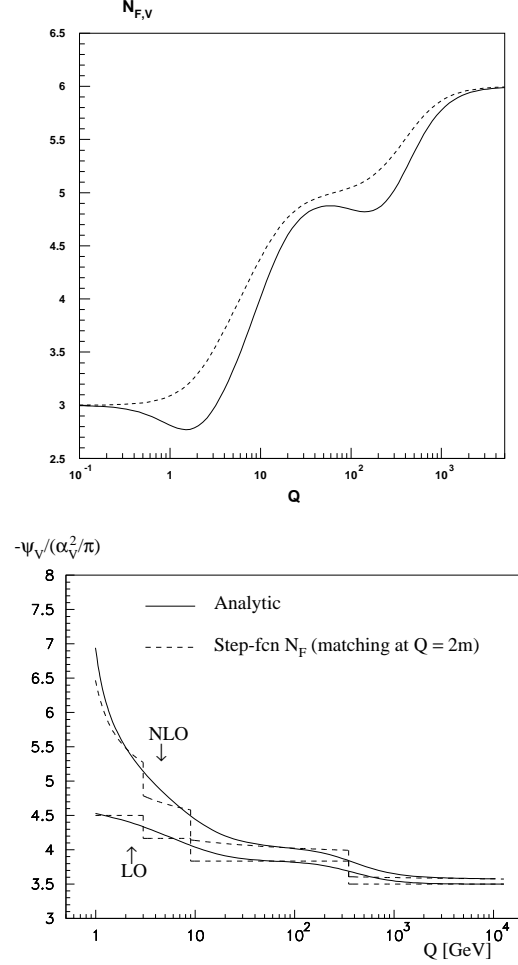 N_{F,V}
6.5
6
5.5
5
4.5
4
3.5
3
2.5
10^{-1} 1 10 10^2 10^3
Q
-ψ_V/(α_V^2/π)
8
7.5
7
6.5
6
5.5
5
4.5
4
3.5
3
Analytic
Step-fcn N_F (matching at Q = 2m)
NLO
↓
↑
LO
1 10 10^2 10^3 10^4
Q [GeV]